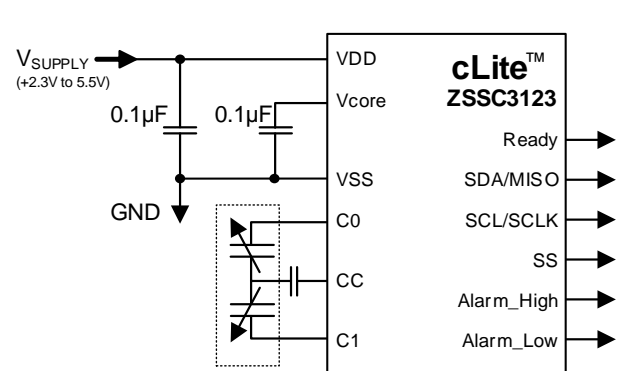 VSUPPLY
(+2.3V to 5.5V)
0.1µF
0.1µF
GND
VDD
Vcore
VSS
C0
CC
C1
cLite™
ZSSC3123
Ready
SDA/MISO
SCL/SCLK
SS
Alarm_High
Alarm_Low